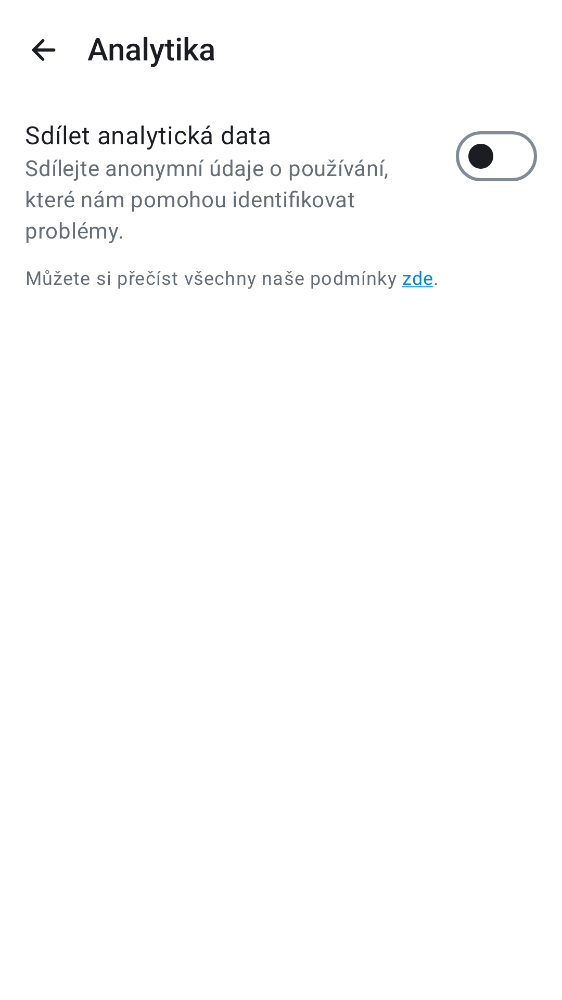 Analytika
Sdílet analytická data
Sdílejte anonymní údaje o používání,
které nám pomohou identifikovat
problémy.
Můžete si přečíst všechny naše podmínky zde.